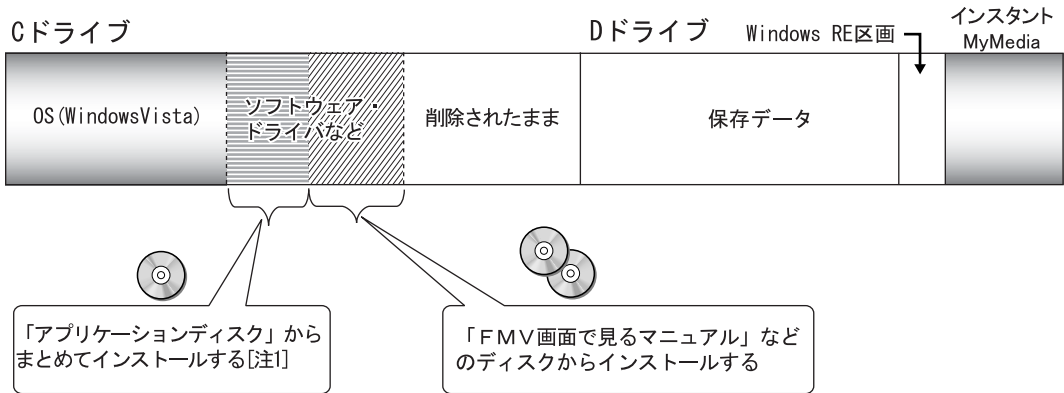 Cドライブ
Dドライブ
Windows RE区画
インスタント
MyMedia
OS(WindowsVista)
ソフトウェア・
ドライバなど
削除されたまま
保存データ
「アプリケーションディスク」から
まとめてインストールする[注1]
「ＦＭＶ画面で見るマニュアル」など
のディスクからインストールする